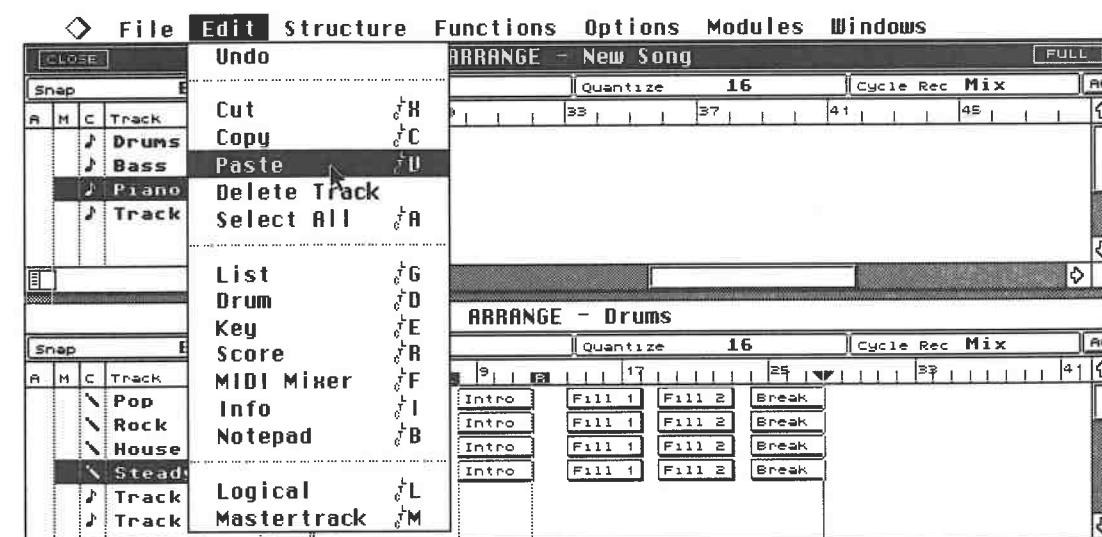 File Edit Structure Functions Options Modules Windows
CLOSE ARRANGE - New Song FULL
Undo
Snap Quantize 16 Cycle Rec Mix
A M C Track 33 37 41 45
Cut X
Copy C
Paste V
Delete Track
Select All A
Drums
Bass
Piano
Track
List G
Drum D
Key E
Score R
MIDI Mixer F
Info I
Notepad B
Logical L
Mastertrack M
ARRANGE - Drums
Snap Quantize 16 Cycle Rec Mix
A M C Track 9 17 25 33 41
Pop Intro Fill 1 Fill 2 Break
Rock Intro Fill 1 Fill 2 Break
House Intro Fill 1 Fill 2 Break
Steady Intro Fill 1 Fill 2 Break
Track
Track